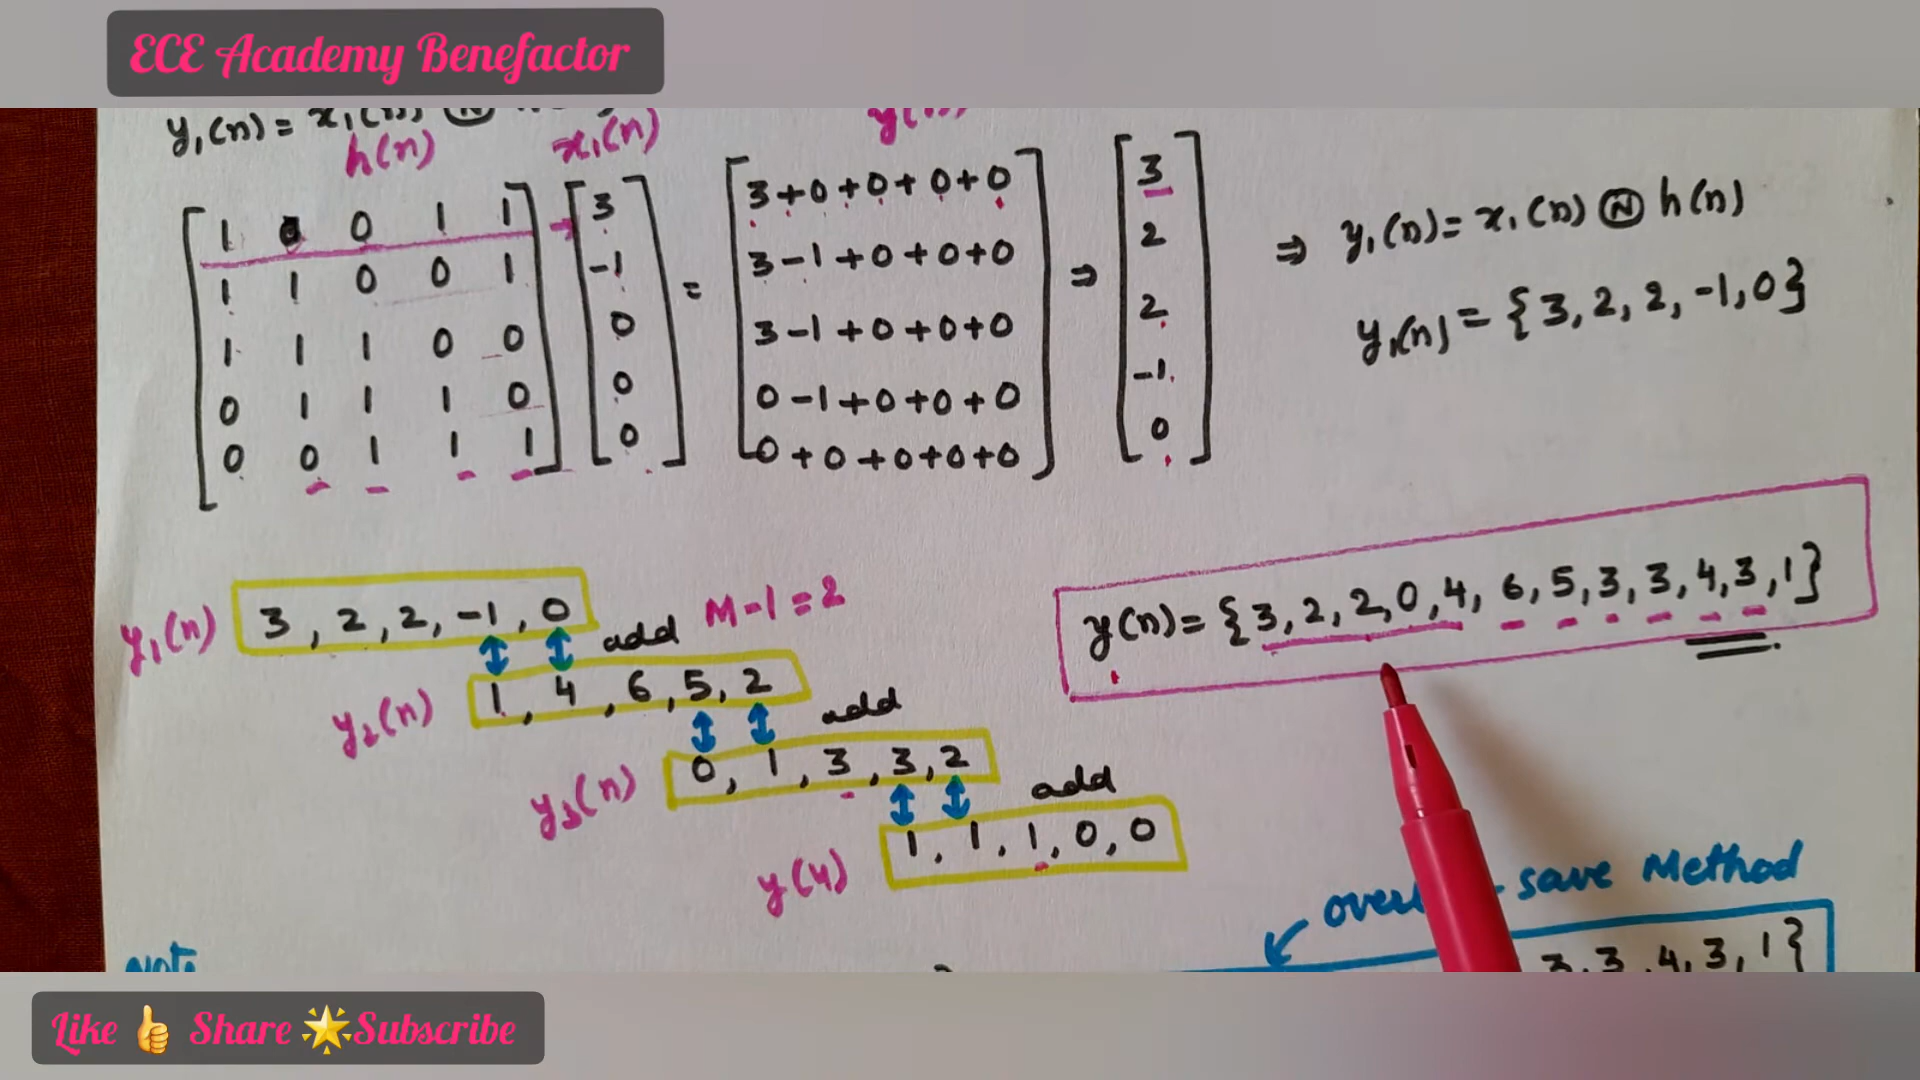 ECE Academy Benefactor
y₁(n) = x₁(n) Ⓝ
h(n) x₁(n) y(n)
1 0 0 1 1
1 1 0 0 1
1 1 1 0 0
0 1 1 1 0
0 0 1 1 1
3
-1
0
0
0
=
3+0+0+0+0
3-1+0+0+0
3-1+0+0+0
0-1+0+0+0
0+0+0+0+0
⇒
3
2
2
-1
0
⇒ y₁(n) = x₁(n) Ⓝ h(n)
y₁(n) = {3, 2, 2, -1, 0}
y₁(n) 3, 2, 2, -1, 0
add M-1=2
y₂(n) 1, 4, 6, 5, 2
add
y₃(n) 0, 1, 3, 3, 2
add
y(4) 1, 1, 1, 0, 0
y(n) = {3, 2, 2, 0, 4, 6, 5, 3, 3, 4, 3, 1}
save Method
3, 3, 4, 3, 1}
Note
Like 👍 Share 🌟Subscribe